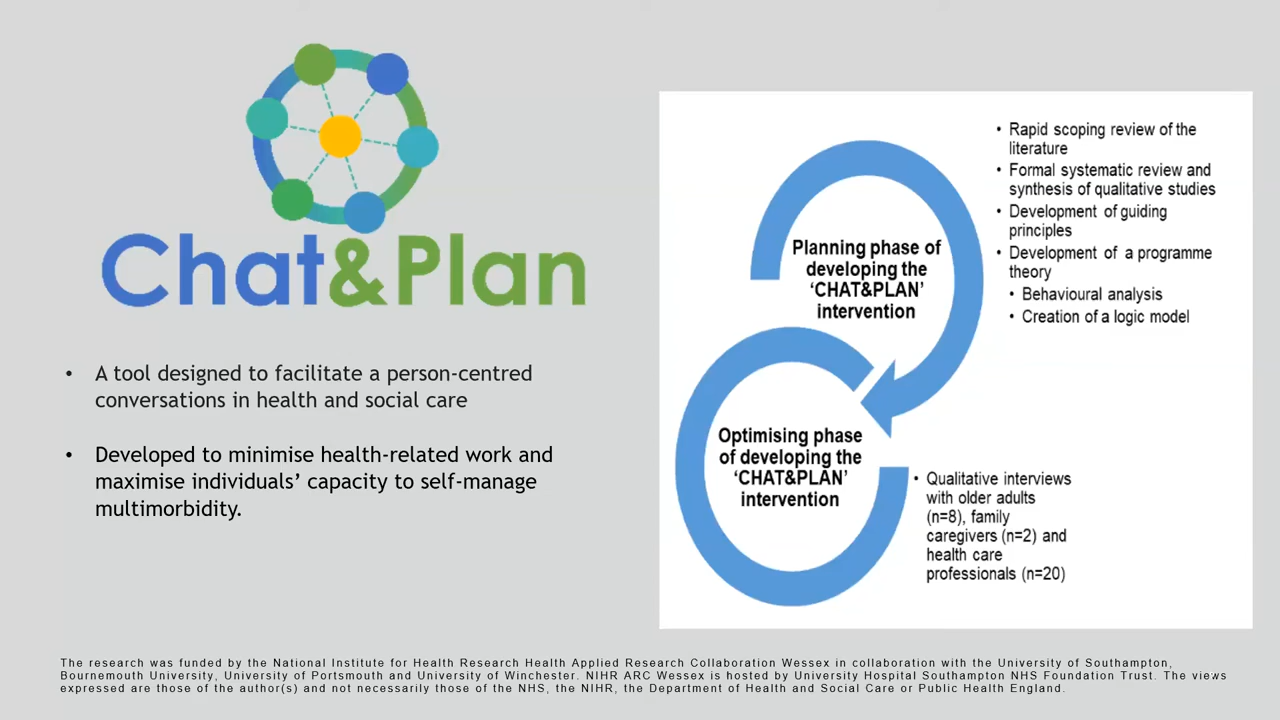 Chat&Plan
• A tool designed to facilitate a person-centred
conversations in health and social care
• Developed to minimise health-related work and
maximise individuals’ capacity to self-manage
multimorbidity.
Planning phase of
developing the
‘CHAT&PLAN’
intervention
• Rapid scoping review of the
literature
• Formal systematic review and
synthesis of qualitative studies
• Development of guiding
principles
• Development of a programme
theory
• Behavioural analysis
• Creation of a logic model
Optimising phase
of developing the
‘CHAT&PLAN’
intervention
• Qualitative interviews
with older adults
(n=8), family
caregivers (n=2) and
health care
professionals (n=20)
The research was funded by the National Institute for Health Research Health Applied Research Collaboration Wessex in collaboration with the University of Southampton,
Bournemouth University, University of Portsmouth and University of Winchester. NIHR ARC Wessex is hosted by University Hospital Southampton NHS Foundation Trust. The views
expressed are those of the author(s) and not necessarily those of the NHS, the NIHR, the Department of Health and Social Care or Public Health England.